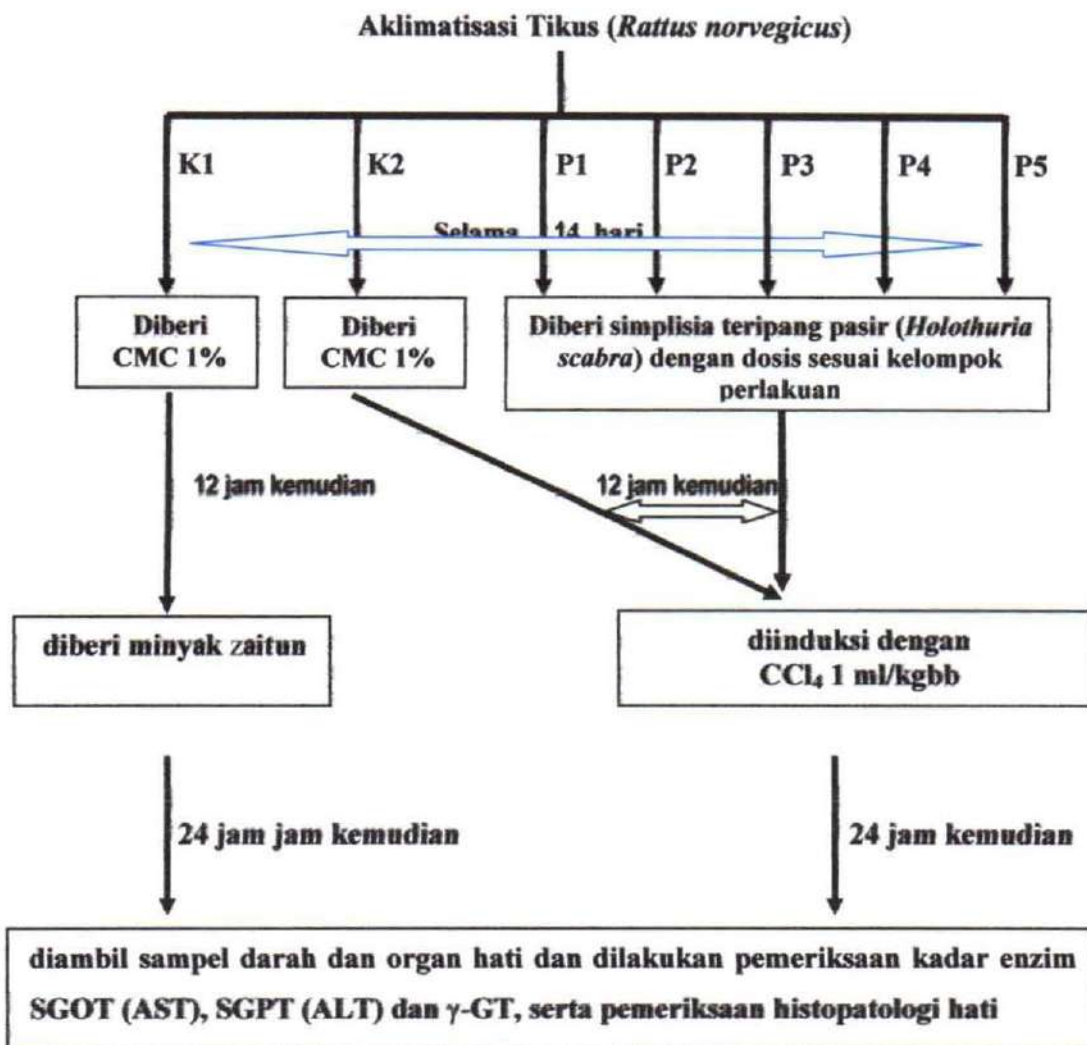 Aklimatisasi Tikus (Rattus norvegicus)
K1
K2
P1
P2
P3
P4
P5
Selama 14 hari
Diberi
CMC 1%
Diberi
CMC 1%
Diberi simplisia teripang pasir (Holothuria
scabra) dengan dosis sesuai kelompok
perlakuan
12 jam kemudian
12 jam kemudian
diberi minyak zaitun
diinduksi dengan
CCl₄ 1 ml/kgbb
24 jam jam kemudian
24 jam kemudian
diambil sampel darah dan organ hati dan dilakukan pemeriksaan kadar enzim
SGOT (AST), SGPT (ALT) dan γ-GT, serta pemeriksaan histopatologi hati